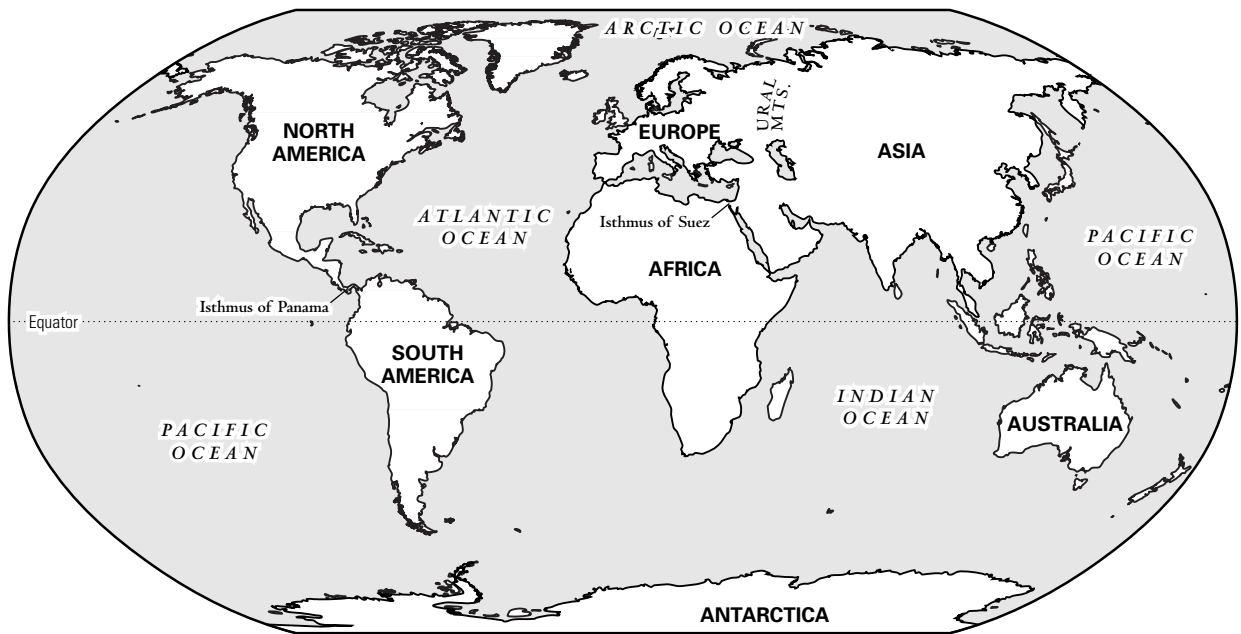 ARCTIC OCEAN
NORTH
AMERICA
EUROPE
URAL
MTS.
ASIA
ATLANTIC
OCEAN
Isthmus of Suez
PACIFIC
OCEAN
AFRICA
Isthmus of Panama
Equator
SOUTH
AMERICA
INDIAN
OCEAN
AUSTRALIA
PACIFIC
OCEAN
ANTARCTICA